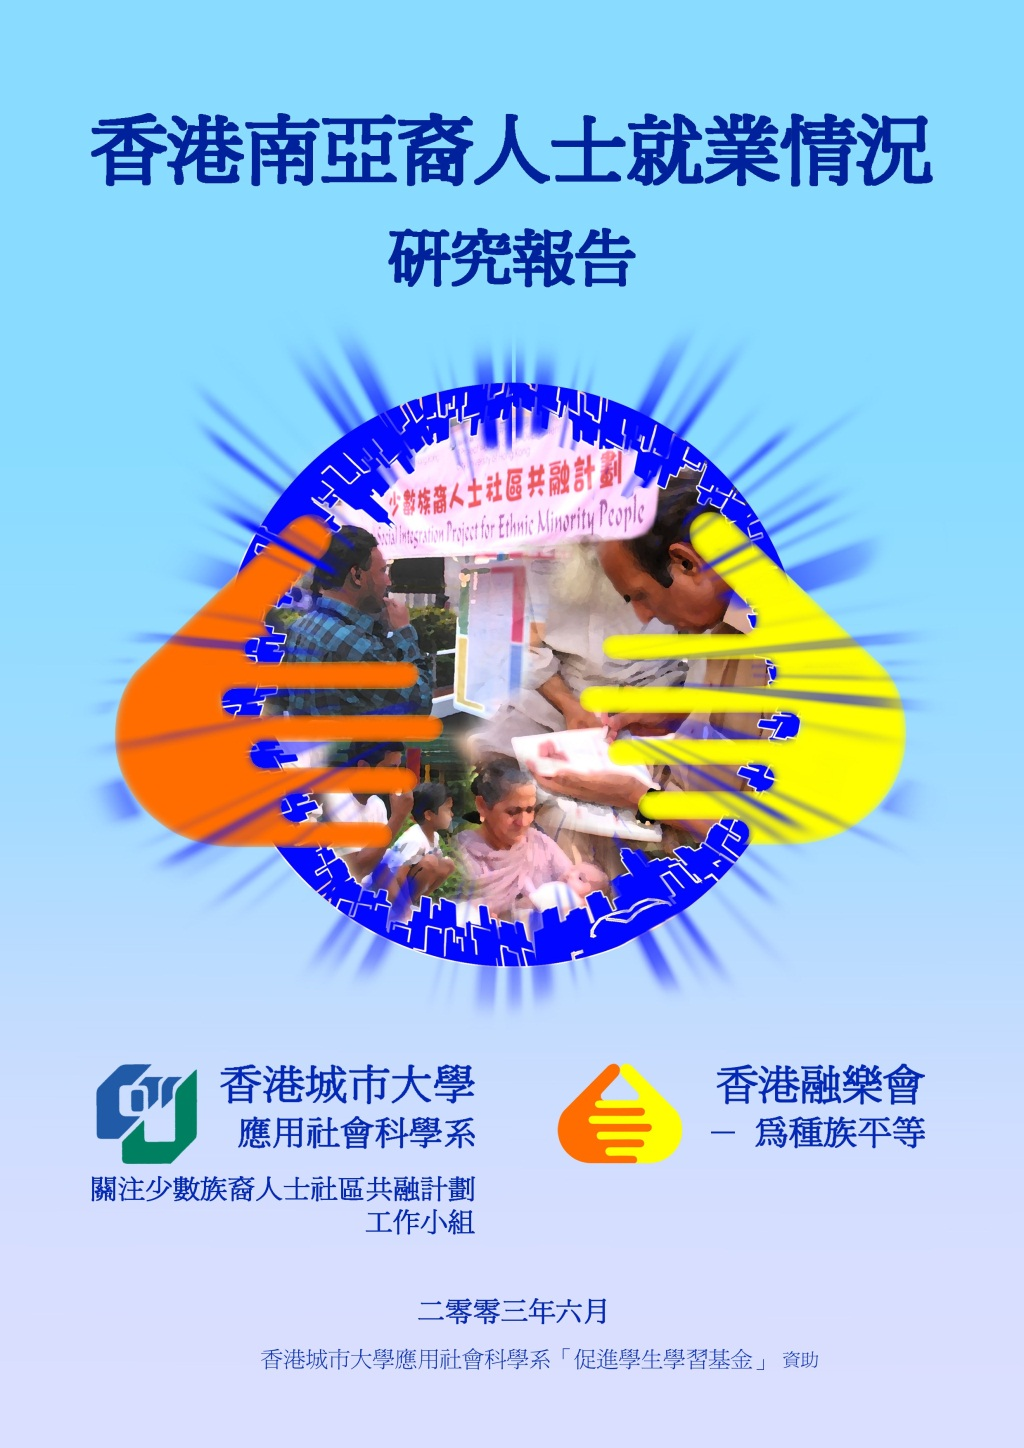 香港南亞裔人士就業情況
研究報告
少數族裔人士社區共融計劃
Social Integration Project for Ethnic Minority People
香港城市大學
應用社會科學系
關注少數族裔人士社區共融計劃
工作小組
香港融樂會
— 為種族平等
二零零三年六月
香港城市大學應用社會科學系「促進學生學習基金」 資助